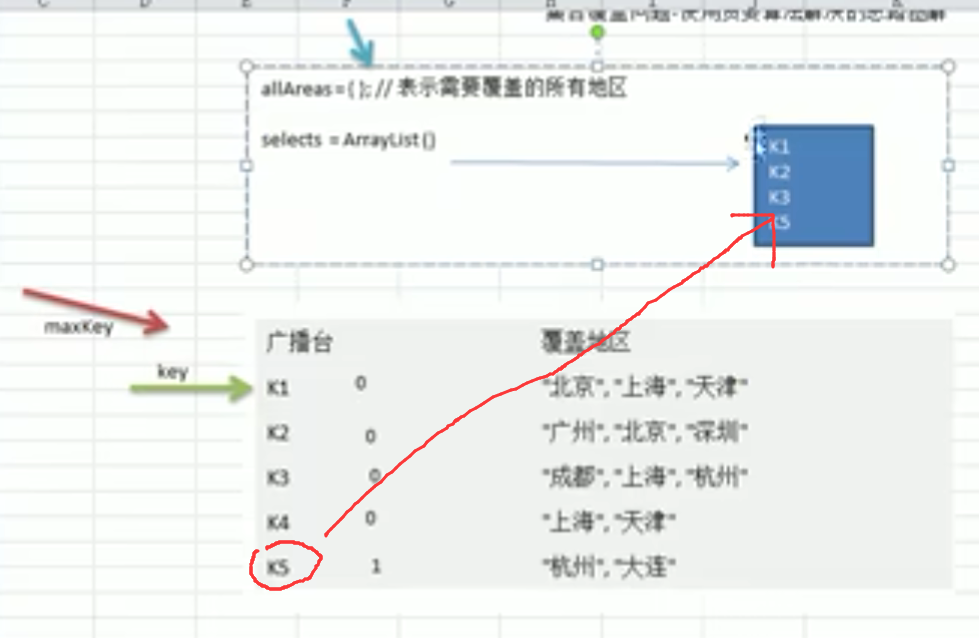 allAreas={ }; // 表示需要覆盖的所有地区
selects = ArrayList()
K1
K2
K3
K5
maxKey
key
广播台 覆盖地区
K1 0 "北京", "上海", "天津"
K2 0 "广州", "北京", "深圳"
K3 0 "成都", "上海", "杭州"
K4 0 "上海", "天津"
K5 1 "杭州", "大连"